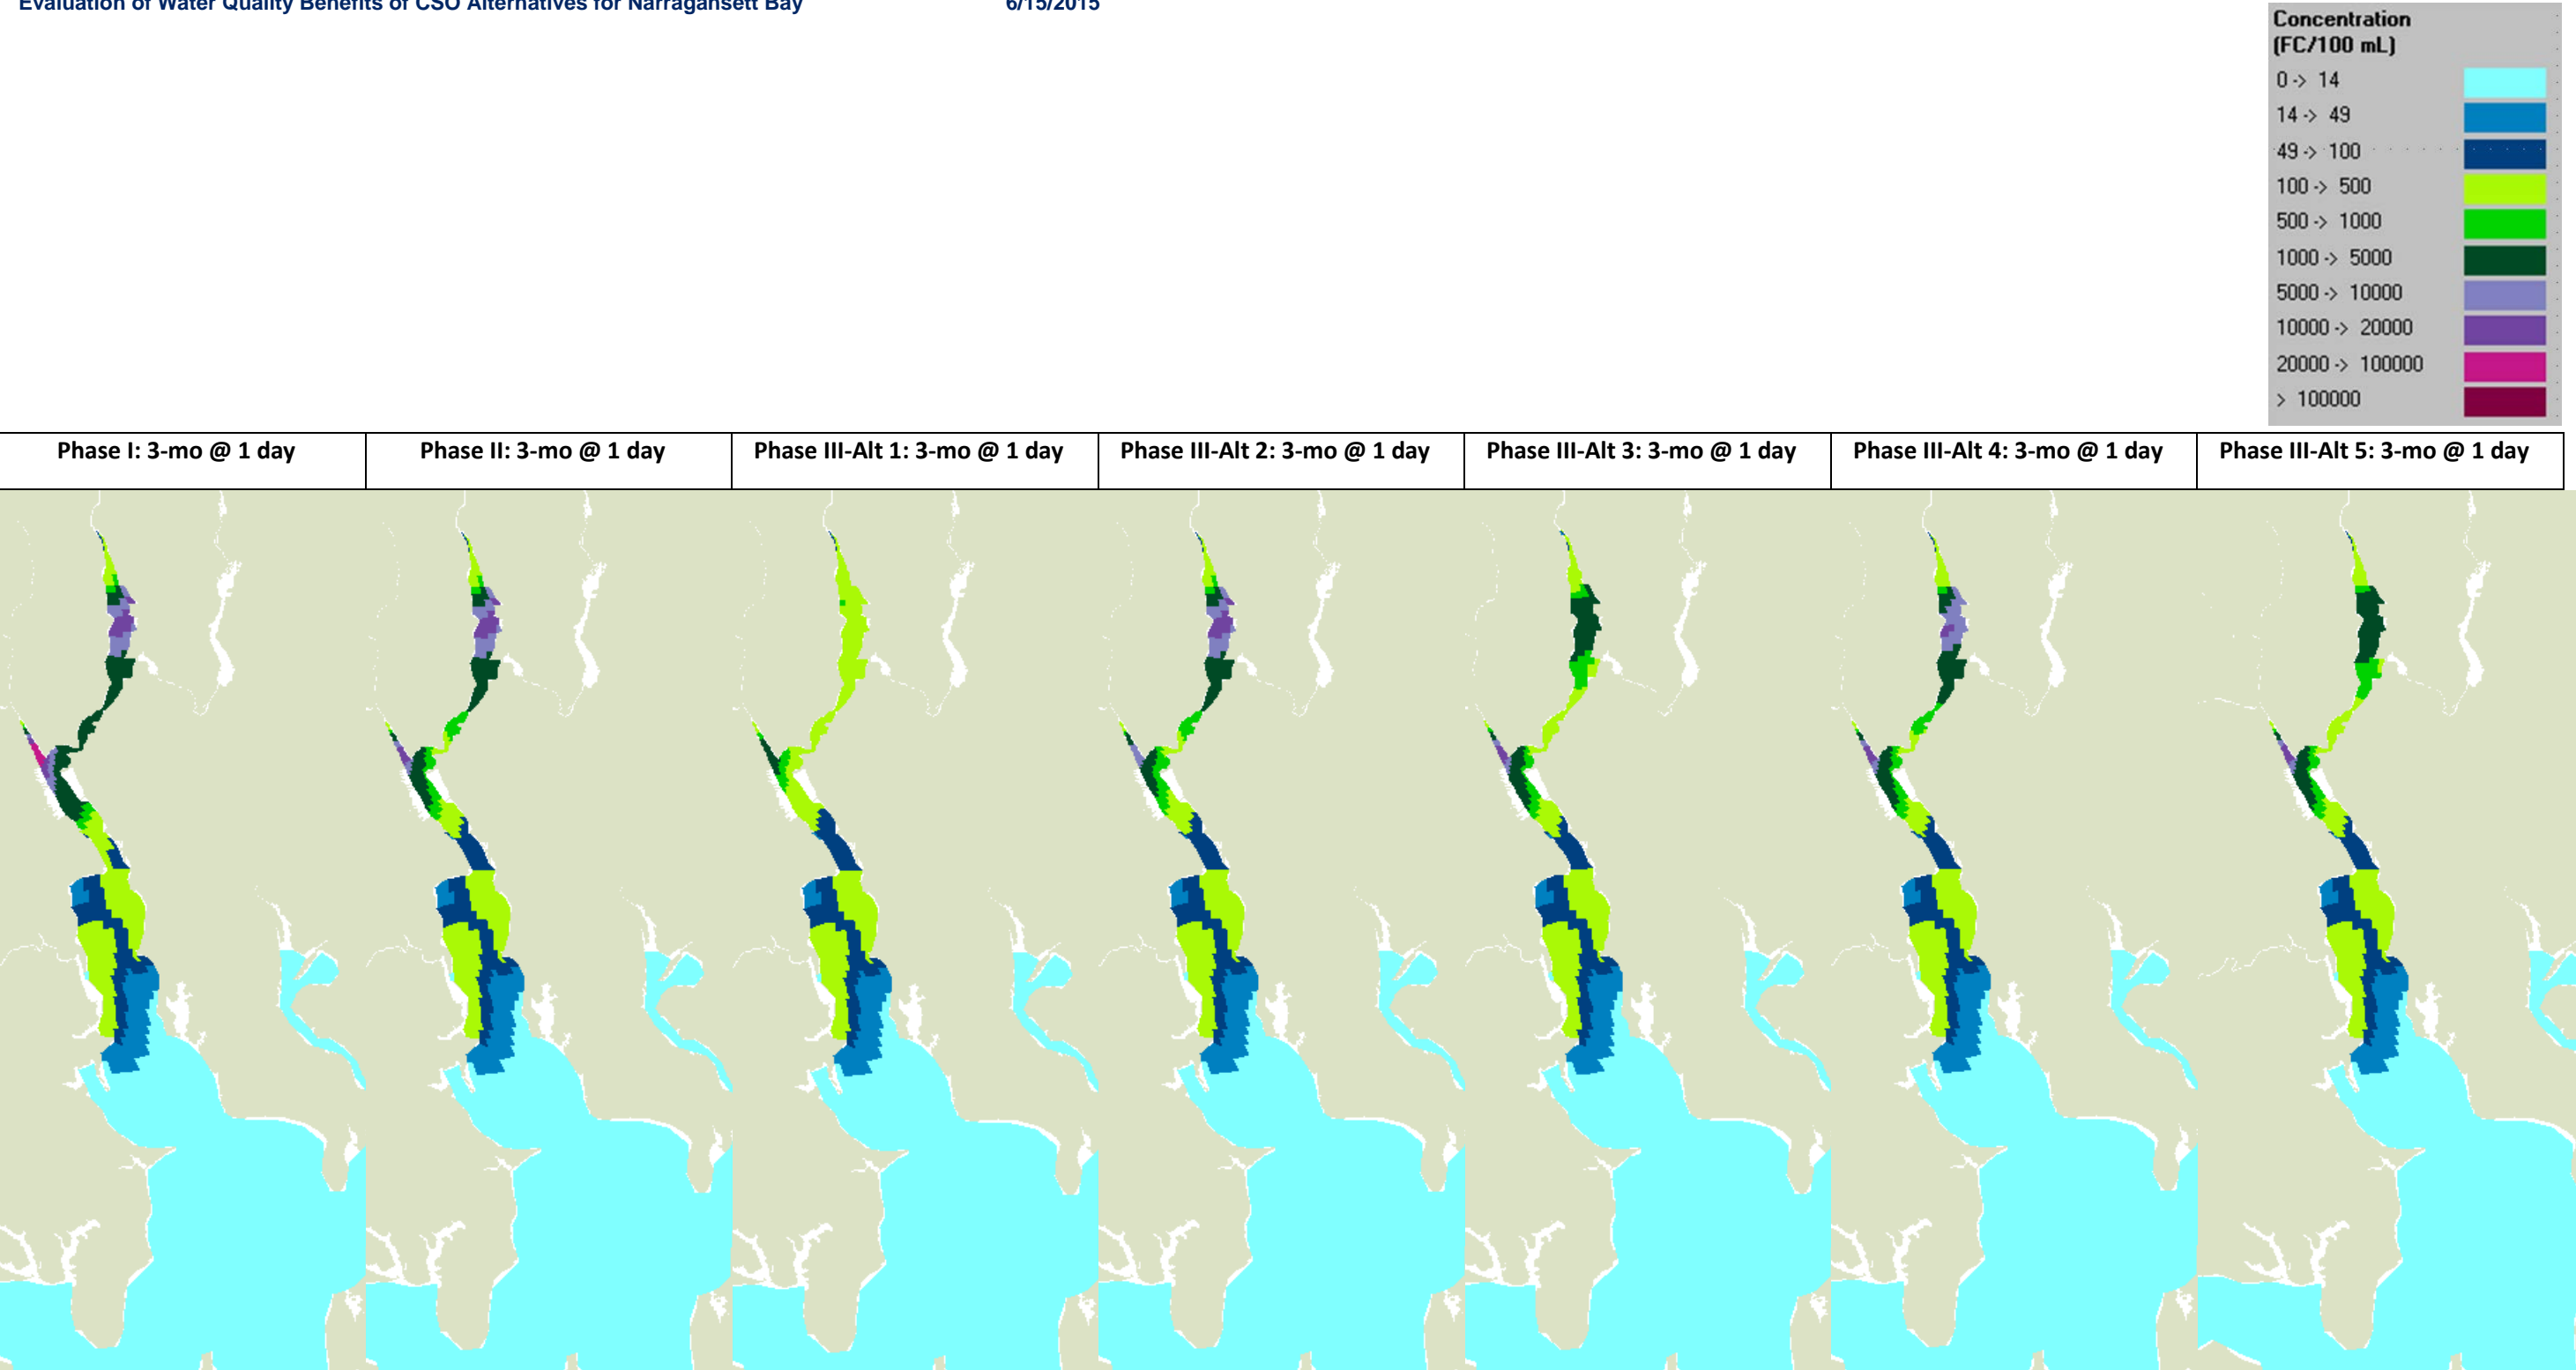 Evaluation of Water Quality Benefits of CSO Alternatives for Narragansett Bay 6/15/2015
Concentration
(FC/100 mL)
0 -> 14
14 -> 49
49 -> 100
100 -> 500
500 -> 1000
1000 -> 5000
5000 -> 10000
10000 -> 20000
20000 -> 100000
> 100000
Phase I: 3-mo @ 1 day
Phase II: 3-mo @ 1 day
Phase III-Alt 1: 3-mo @ 1 day
Phase III-Alt 2: 3-mo @ 1 day
Phase III-Alt 3: 3-mo @ 1 day
Phase III-Alt 4: 3-mo @ 1 day
Phase III-Alt 5: 3-mo @ 1 day